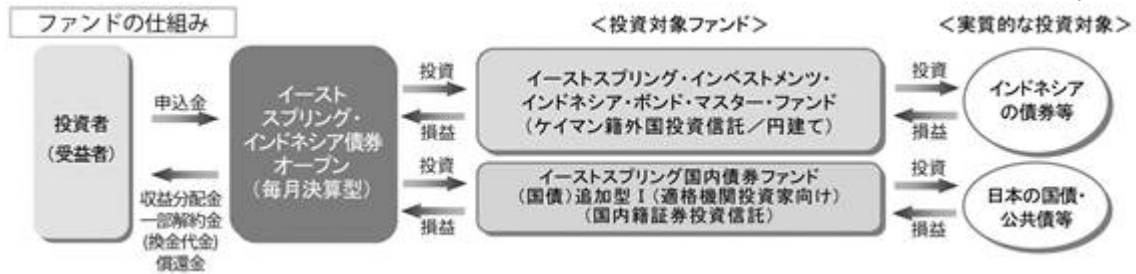 ファンドの仕組み
＜投資対象ファンド＞
＜実質的な投資対象＞
投資者
（受益者）
申込金
収益分配金
一部解約金
(換金代金)
償還金
イースト
スプリング・
インドネシア債券
オープン
（毎月決算型）
投資
損益
投資
損益
イーストスプリング・インベストメンツ・
インドネシア・ボンド・マスター・ファンド
（ケイマン籍外国投資信託／円建て）
イーストスプリング国内債券ファンド
（国債）追加型Ｉ（適格機関投資家向け）
（国内籍証券投資信託）
投資
損益
投資
損益
インドネシア
の債券等
日本の国債・
公共債等